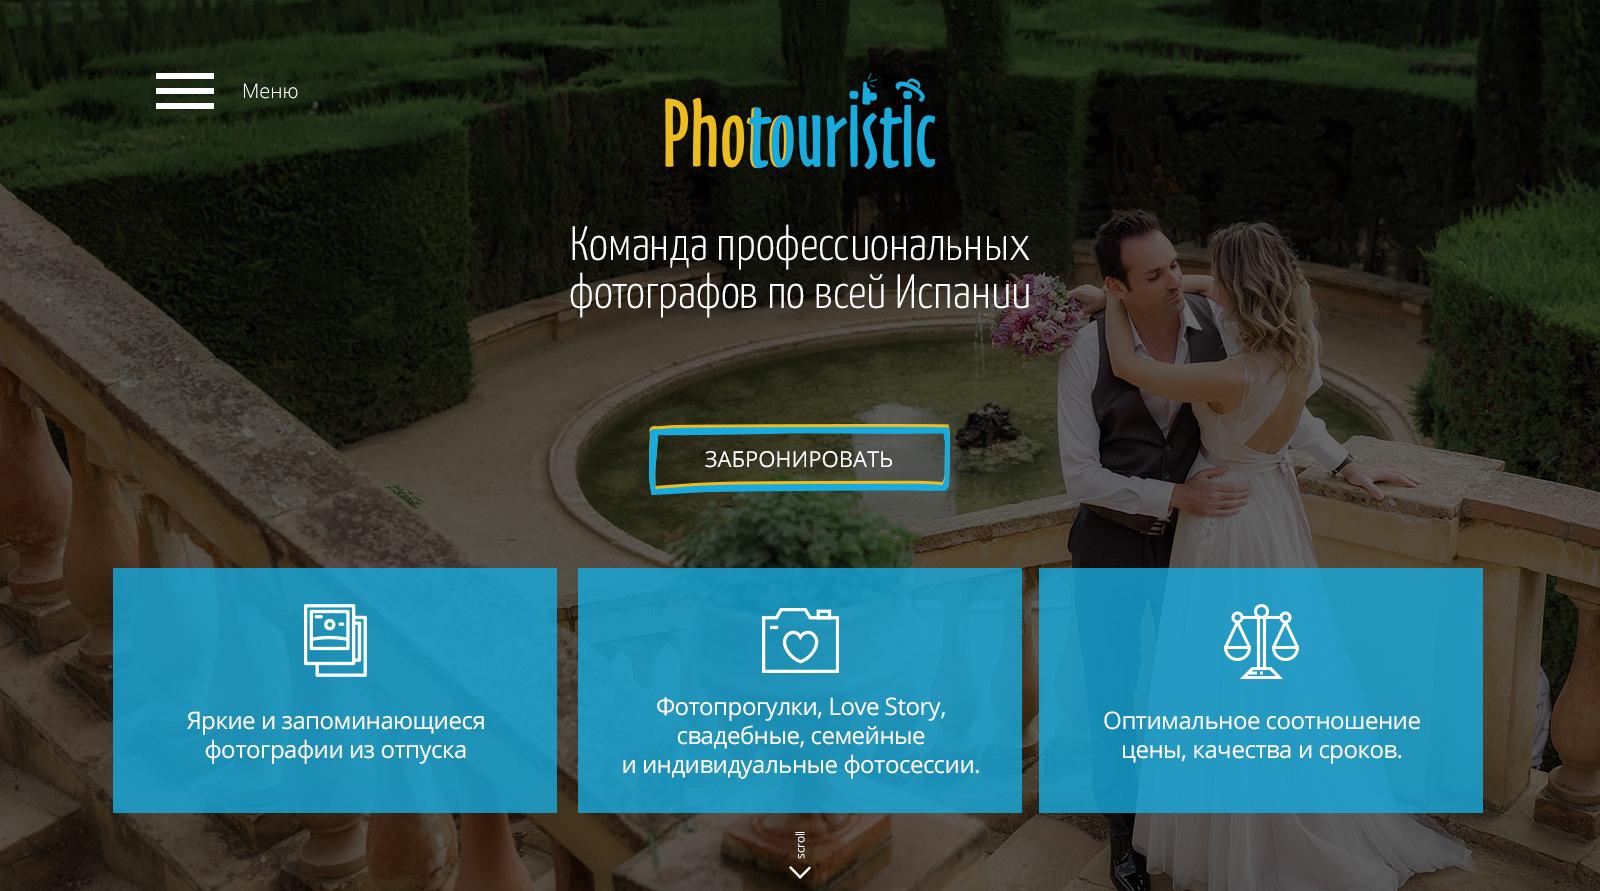 Меню
Photouristic
Команда профессиональных
фотографов по всей Испании
ЗАБРОНИРОВАТЬ
Яркие и запоминающиеся
фотографии из отпуска
Фотопрогулки, Love Story,
свадебные, семейные
и индивидуальные фотосессии.
Оптимальное соотношение
цены, качества и сроков.
scroll